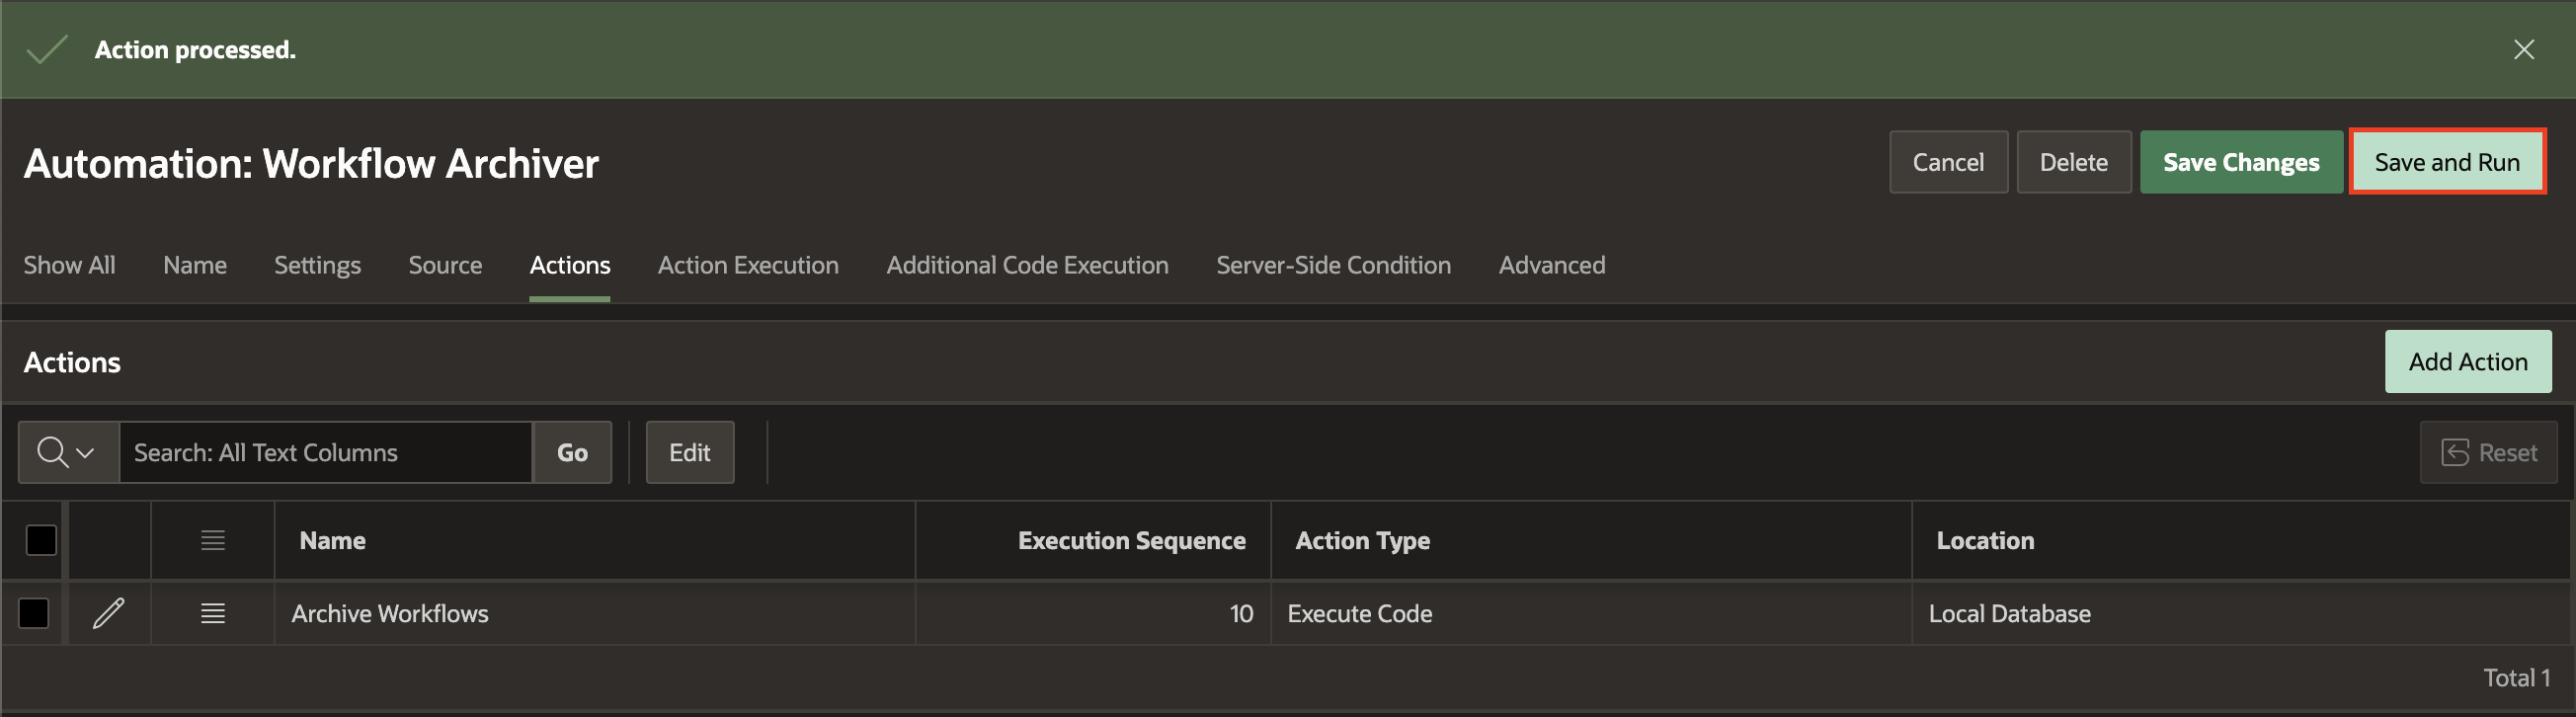 Action processed.
Automation: Workflow Archiver
Cancel Delete Save Changes Save and Run
Show All Name Settings Source Actions Action Execution Additional Code Execution Server-Side Condition Advanced
Actions
Add Action
Search: All Text Columns Go Edit Reset
Name Execution Sequence Action Type Location
Archive Workflows 10 Execute Code Local Database
Total 1